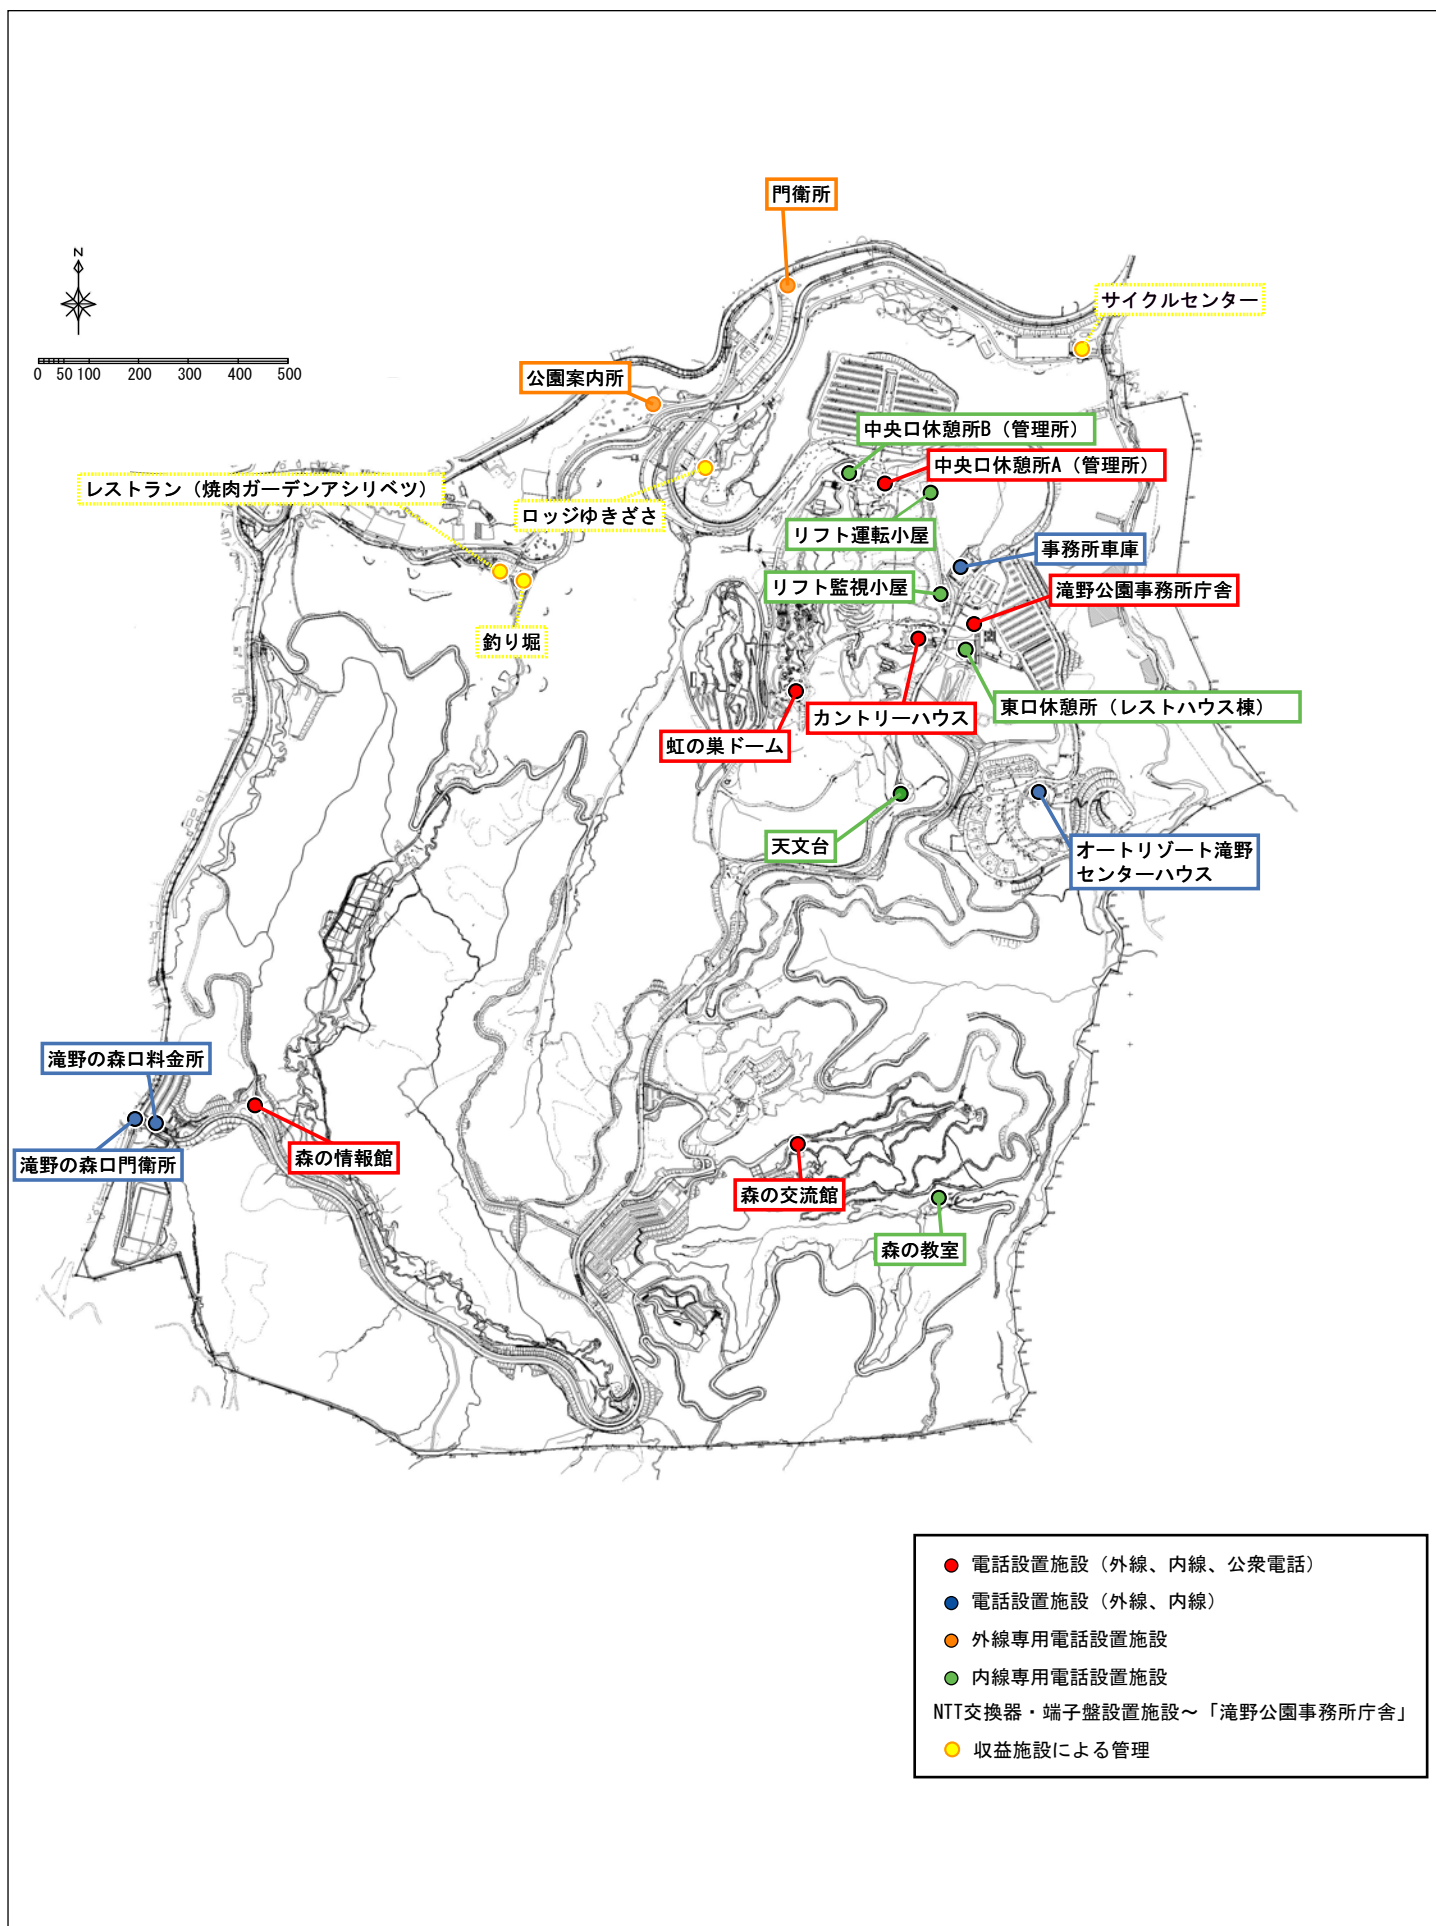 門衛所
N
サイクルセンター
0 50 100 200 300 400 500
公園案内所
中央口休憩所B（管理所）
中央口休憩所A（管理所）
レストラン（焼肉ガーデンアシリベツ）
ロッジゆきざさ
リフト運転小屋
事務所車庫
リフト監視小屋
滝野公園事務所庁舎
釣り堀
東口休憩所（レストハウス棟）
カントリーハウス
虹の巣ドーム
天文台
オートリゾート滝野
センターハウス
滝野の森口料金所
滝野の森口門衛所
森の情報館
森の交流館
森の教室
電話設置施設（外線、内線、公衆電話）
電話設置施設（外線、内線）
外線専用電話設置施設
内線専用電話設置施設
NTT交換器・端子盤設置施設～「滝野公園事務所庁舎」
収益施設による管理